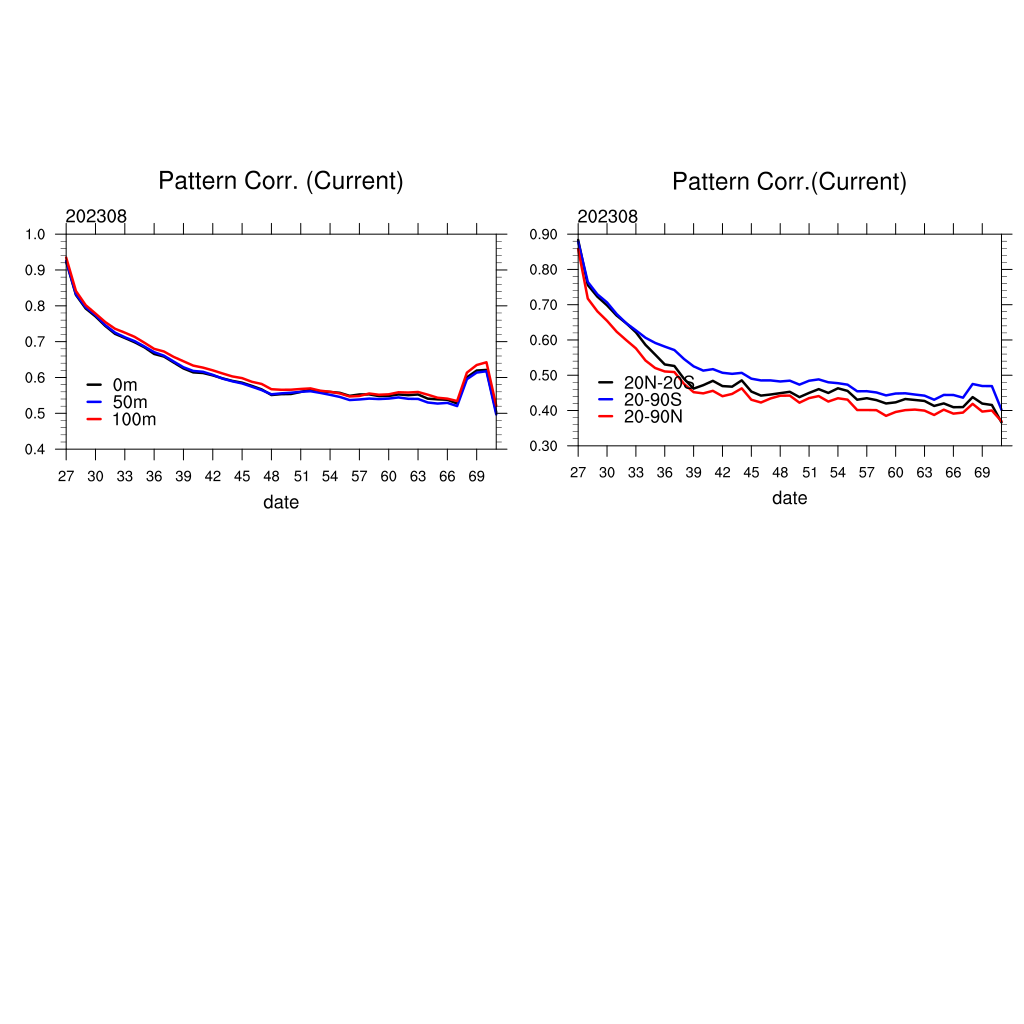 Pattern Corr. (Current)
202308
1.0
0.9
0.8
0.7
0.6
0.5
0.4
0m
50m
100m
27 30 33 36 39 42 45 48 51 54 57 60 63 66 69
date
Pattern Corr.(Current)
202308
0.90
0.80
0.70
0.60
0.50
0.40
0.30
20N-20S
20-90S
20-90N
27 30 33 36 39 42 45 48 51 54 57 60 63 66 69
date